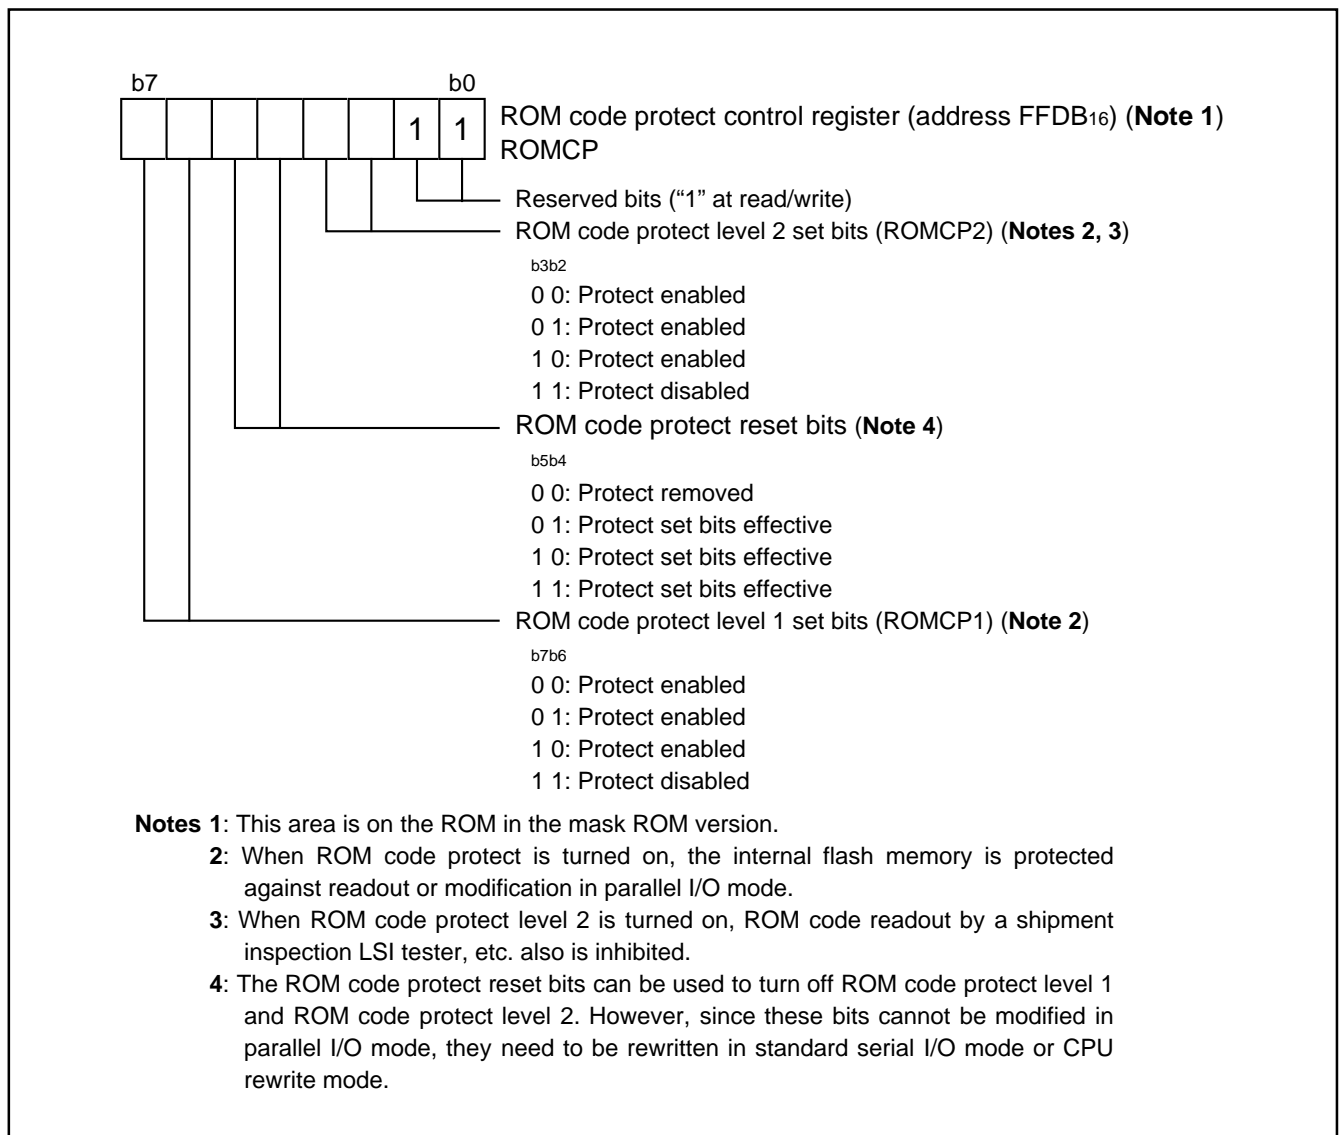 b7 b0
1 1
ROM code protect control register (address FFDB16) (Note 1)
ROMCP
Reserved bits (“1” at read/write)
ROM code protect level 2 set bits (ROMCP2) (Notes 2, 3)
b3b2
0 0: Protect enabled
0 1: Protect enabled
1 0: Protect enabled
1 1: Protect disabled
ROM code protect reset bits (Note 4)
b5b4
0 0: Protect removed
0 1: Protect set bits effective
1 0: Protect set bits effective
1 1: Protect set bits effective
ROM code protect level 1 set bits (ROMCP1) (Note 2)
b7b6
0 0: Protect enabled
0 1: Protect enabled
1 0: Protect enabled
1 1: Protect disabled
Notes 1: This area is on the ROM in the mask ROM version.
2: When ROM code protect is turned on, the internal flash memory is protected
against readout or modification in parallel I/O mode.
3: When ROM code protect level 2 is turned on, ROM code readout by a shipment
inspection LSI tester, etc. also is inhibited.
4: The ROM code protect reset bits can be used to turn off ROM code protect level 1
and ROM code protect level 2. However, since these bits cannot be modified in
parallel I/O mode, they need to be rewritten in standard serial I/O mode or CPU
rewrite mode.